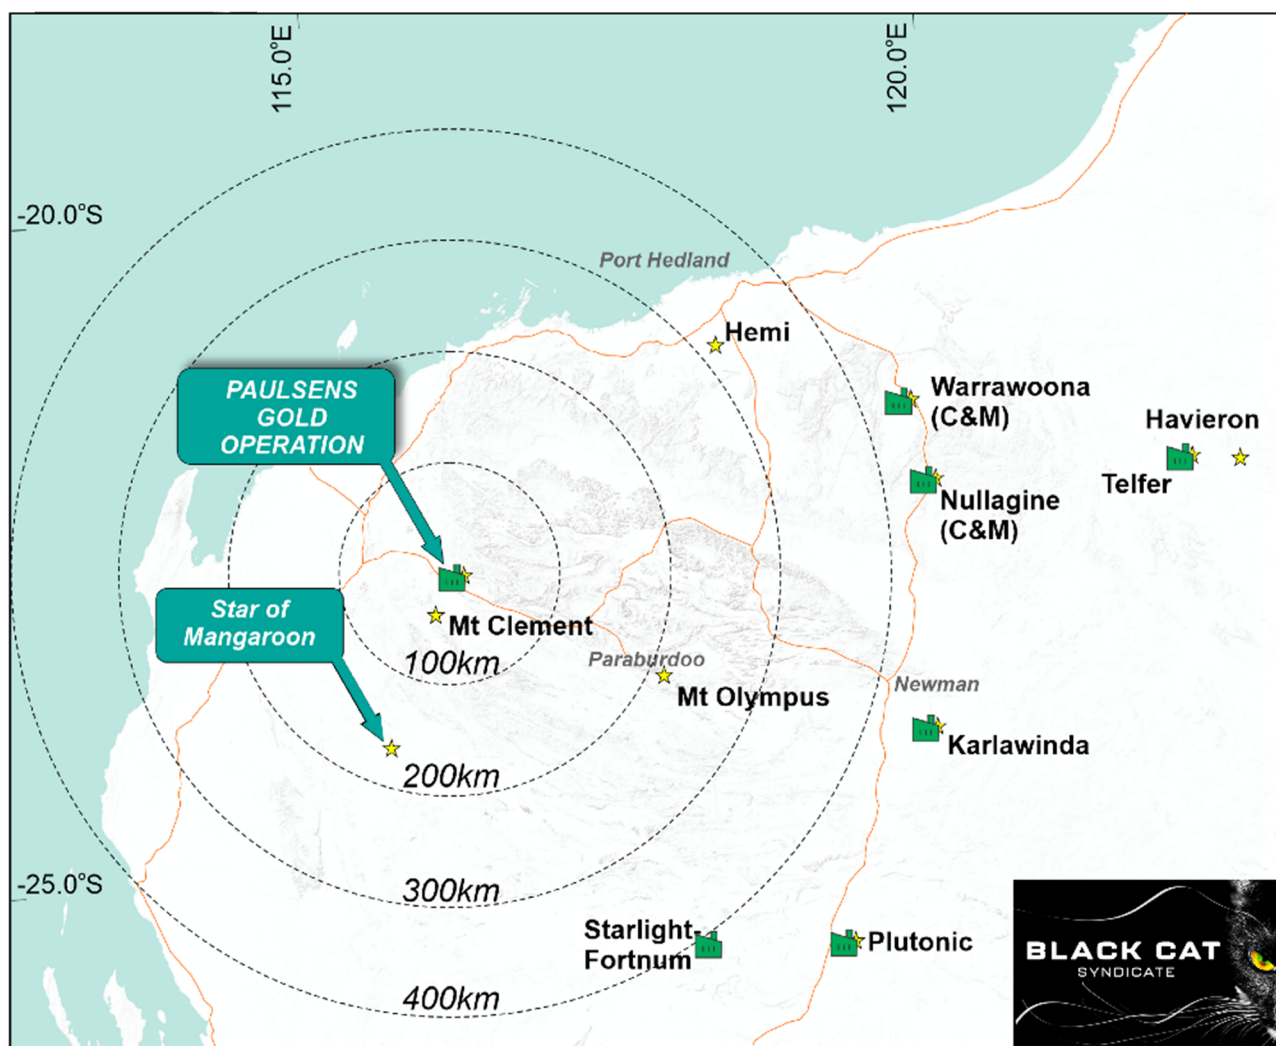 115.0°E
120.0°E
-20.0°S
Port Hedland
Hemi
PAULSENS
GOLD
OPERATION
Warrawoona
(C&M)
Havieron
Telfer
Nullagine
(C&M)
Star of
Mangaroon
Mt Clement
100km
Paraburdoo
Mt Olympus
Newman
Karlawinda
200km
-25.0°S
300km
Starlight-
Fortnum
Plutonic
400km
BLACK CAT
SYNDICATE